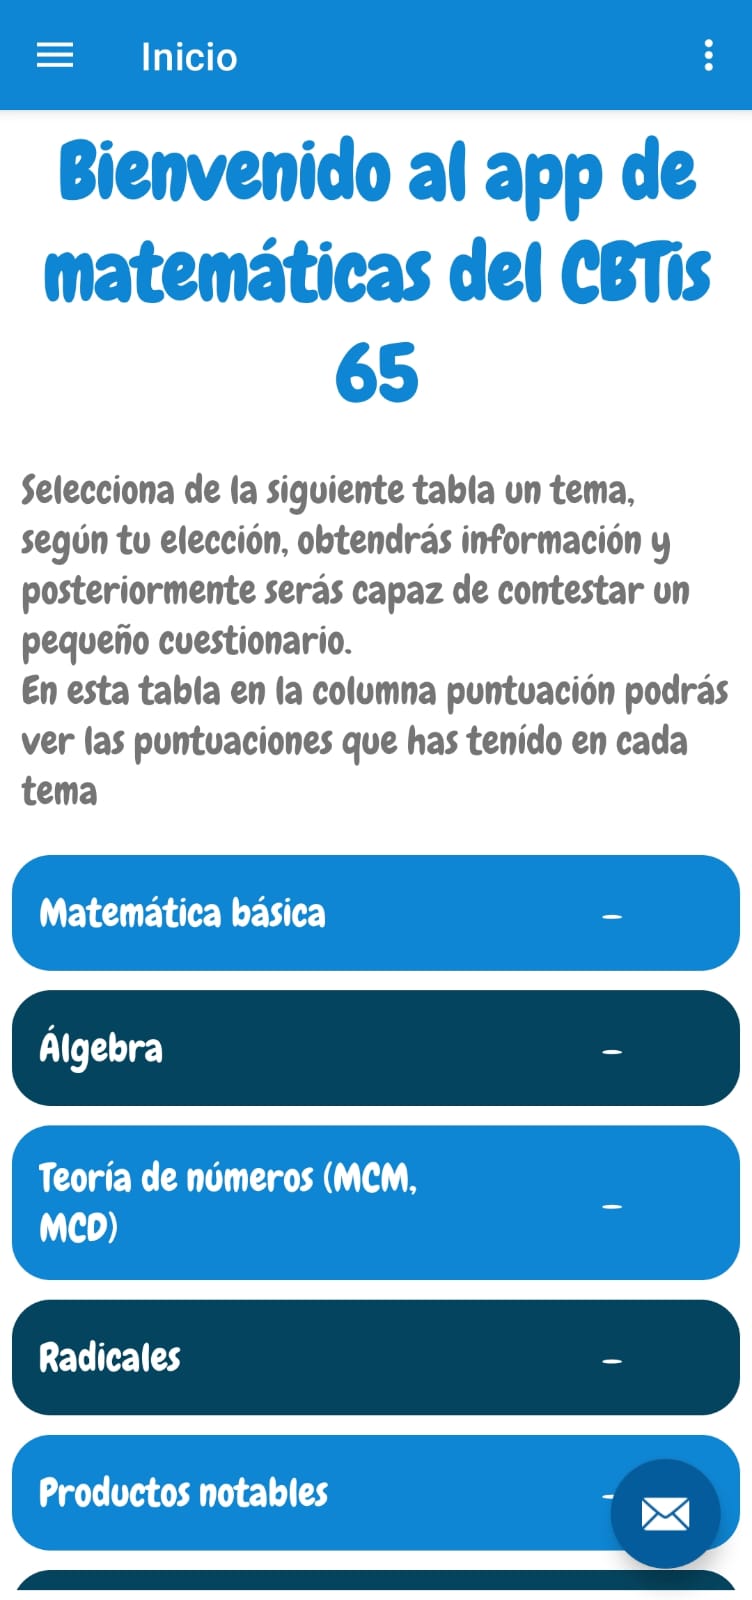 Inicio
Bienvenido al app de
matemáticas del CBTis
65
Selecciona de la siguiente tabla un tema,
según tu elección, obtendrás información y
posteriormente serás capaz de contestar un
pequeño cuestionario.
En esta tabla en la columna puntuación podrás
ver las puntuaciones que has tenído en cada
tema
Matemática básica –
Álgebra –
Teoría de números (MCM,
MCD) –
Radicales –
Productos notables –